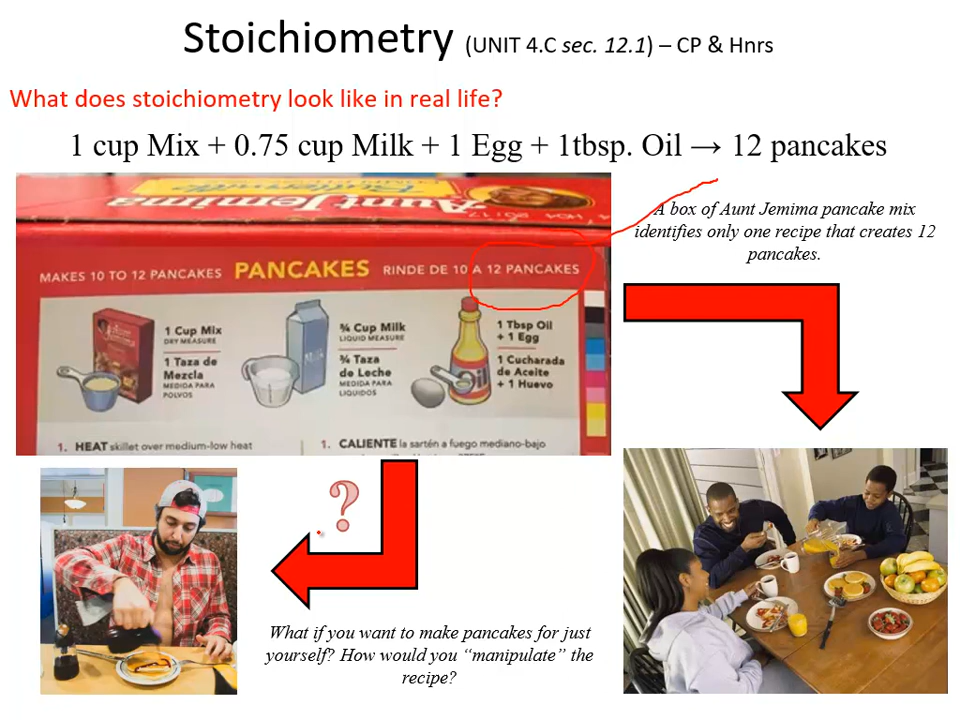 Stoichiometry (UNIT 4.C sec. 12.1) – CP & Hnrs
What does stoichiometry look like in real life?
1 cup Mix + 0.75 cup Milk + 1 Egg + 1tbsp. Oil → 12 pancakes
Aunt Jemima
MAKES 10 TO 12 PANCAKES PANCAKES RINDE DE 10 A 12 PANCAKES
1 Cup Mix
DRY MEASURE
1 Taza de
Mezcla
MEDIDA PARA
POLVOS
Milk
¾ Cup Milk
LIQUID MEASURE
¾ Taza
de Leche
MEDIDA PARA
LIQUIDOS
Oil
1 Tbsp Oil
+ 1 Egg
1 Cucharada
de Aceite
+ 1 Huevo
1. HEAT skillet over medium-low heat
1. CALIENTE la sartén a fuego mediano-bajo
A box of Aunt Jemima pancake mix
identifies only one recipe that creates 12
pancakes.
?
What if you want to make pancakes for just
yourself? How would you “manipulate” the
recipe?